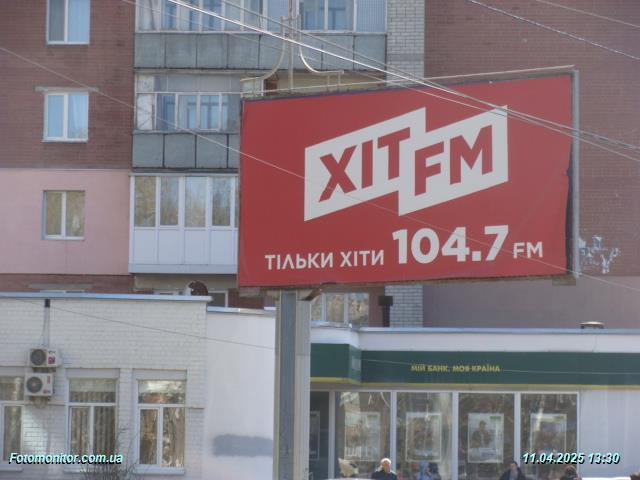 ХІТ FM
ТІЛЬКИ ХІТИ 104.7 FM
МІЙ БАНК. МОЯ КРАЇНА
Fotomonitor.com.ua
11.04.2025 13:30